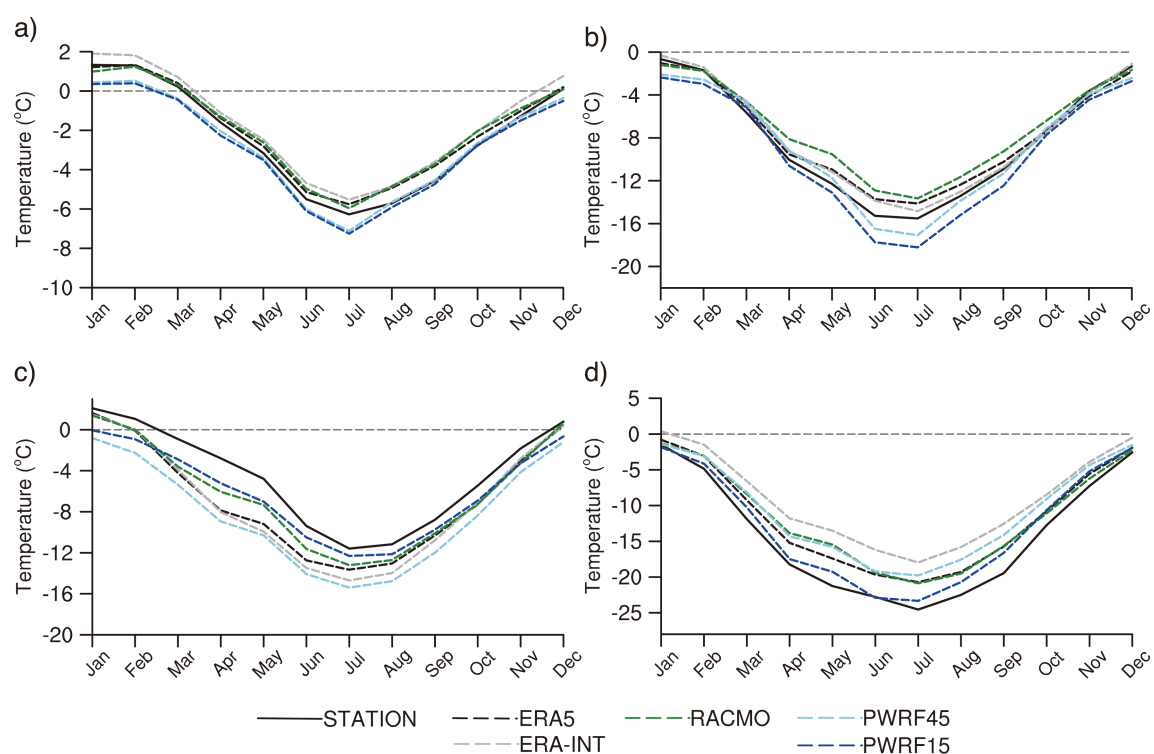 a)
Temperature (°C)
2
0
-2
-4
-6
-8
-10
Jan Feb Mar Apr May Jun Jul Aug Sep Oct Nov Dec
b)
Temperature (°C)
0
-4
-8
-12
-16
-20
Jan Feb Mar Apr May Jun Jul Aug Sep Oct Nov Dec
c)
Temperature (°C)
0
-4
-8
-12
-16
-20
Jan Feb Mar Apr May Jun Jul Aug Sep Oct Nov Dec
d)
Temperature (°C)
5
0
-5
-10
-15
-20
-25
Jan Feb Mar Apr May Jun Jul Aug Sep Oct Nov Dec
STATION ERA5 RACMO PWRF45
ERA-INT PWRF15